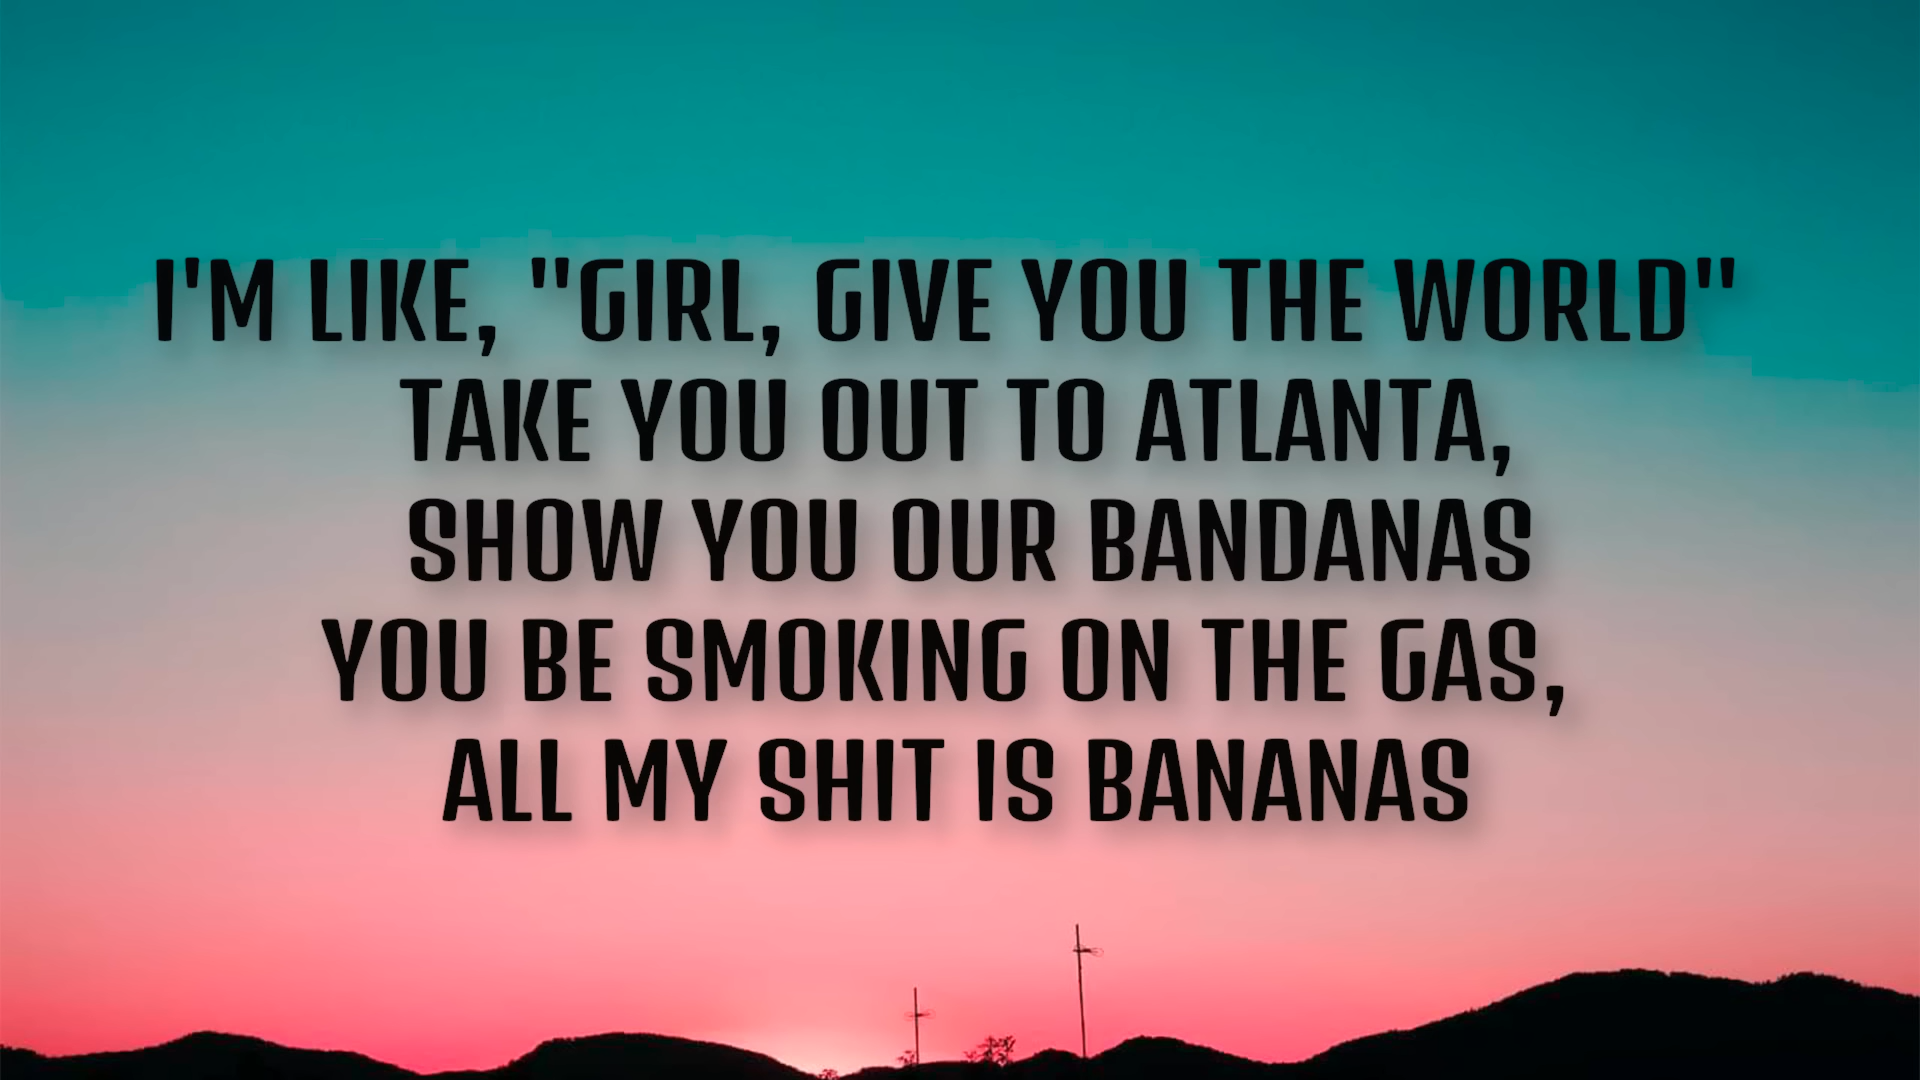 I'M LIKE, "GIRL, GIVE YOU THE WORLD"
TAKE YOU OUT TO ATLANTA,
SHOW YOU OUR BANDANAS
YOU BE SMOKING ON THE GAS,
ALL MY SHIT IS BANANAS